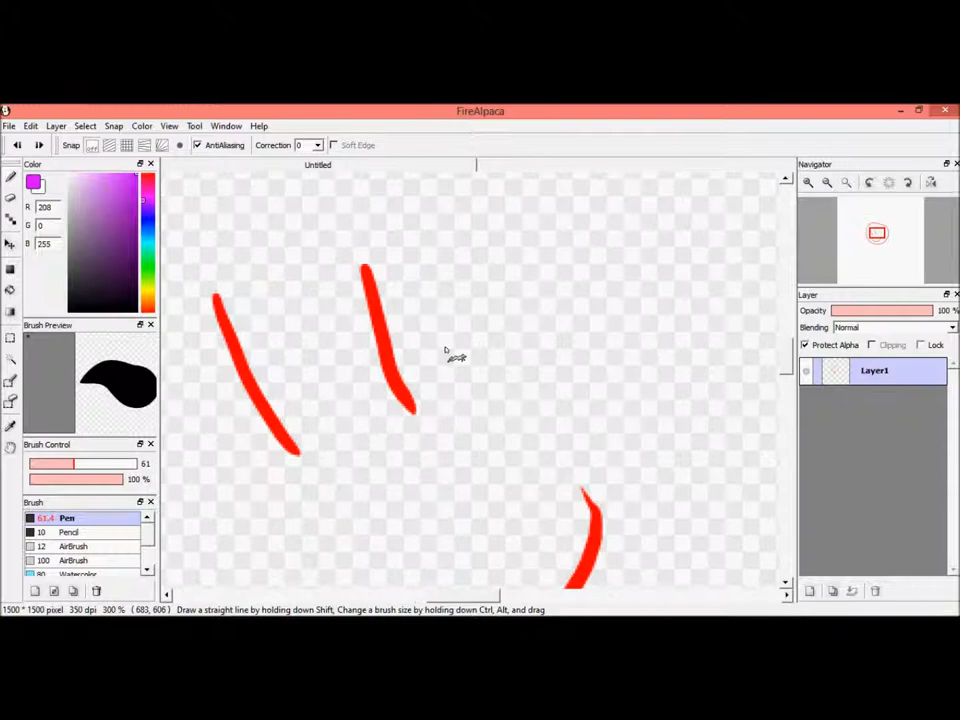 FireAlpaca
File Edit Layer Select Snap Color View Tool Window Help
Snap off AntiAliasing Correction 0 Soft Edge
Color
Untitled
Navigator
R 208
G 0
B 255
Brush Preview
Layer
Opacity 100 %
Blending Normal
Protect Alpha Clipping Lock
Layer1
Brush Control
61
100 %
Brush
61.4 Pen
10 Pencil
12 AirBrush
100 AirBrush
80 Watercolor
1500 * 1500 pixel 350 dpi 300 % (683, 606) Draw a straight line by holding down Shift, Change a brush size by holding down Ctrl, Alt, and drag